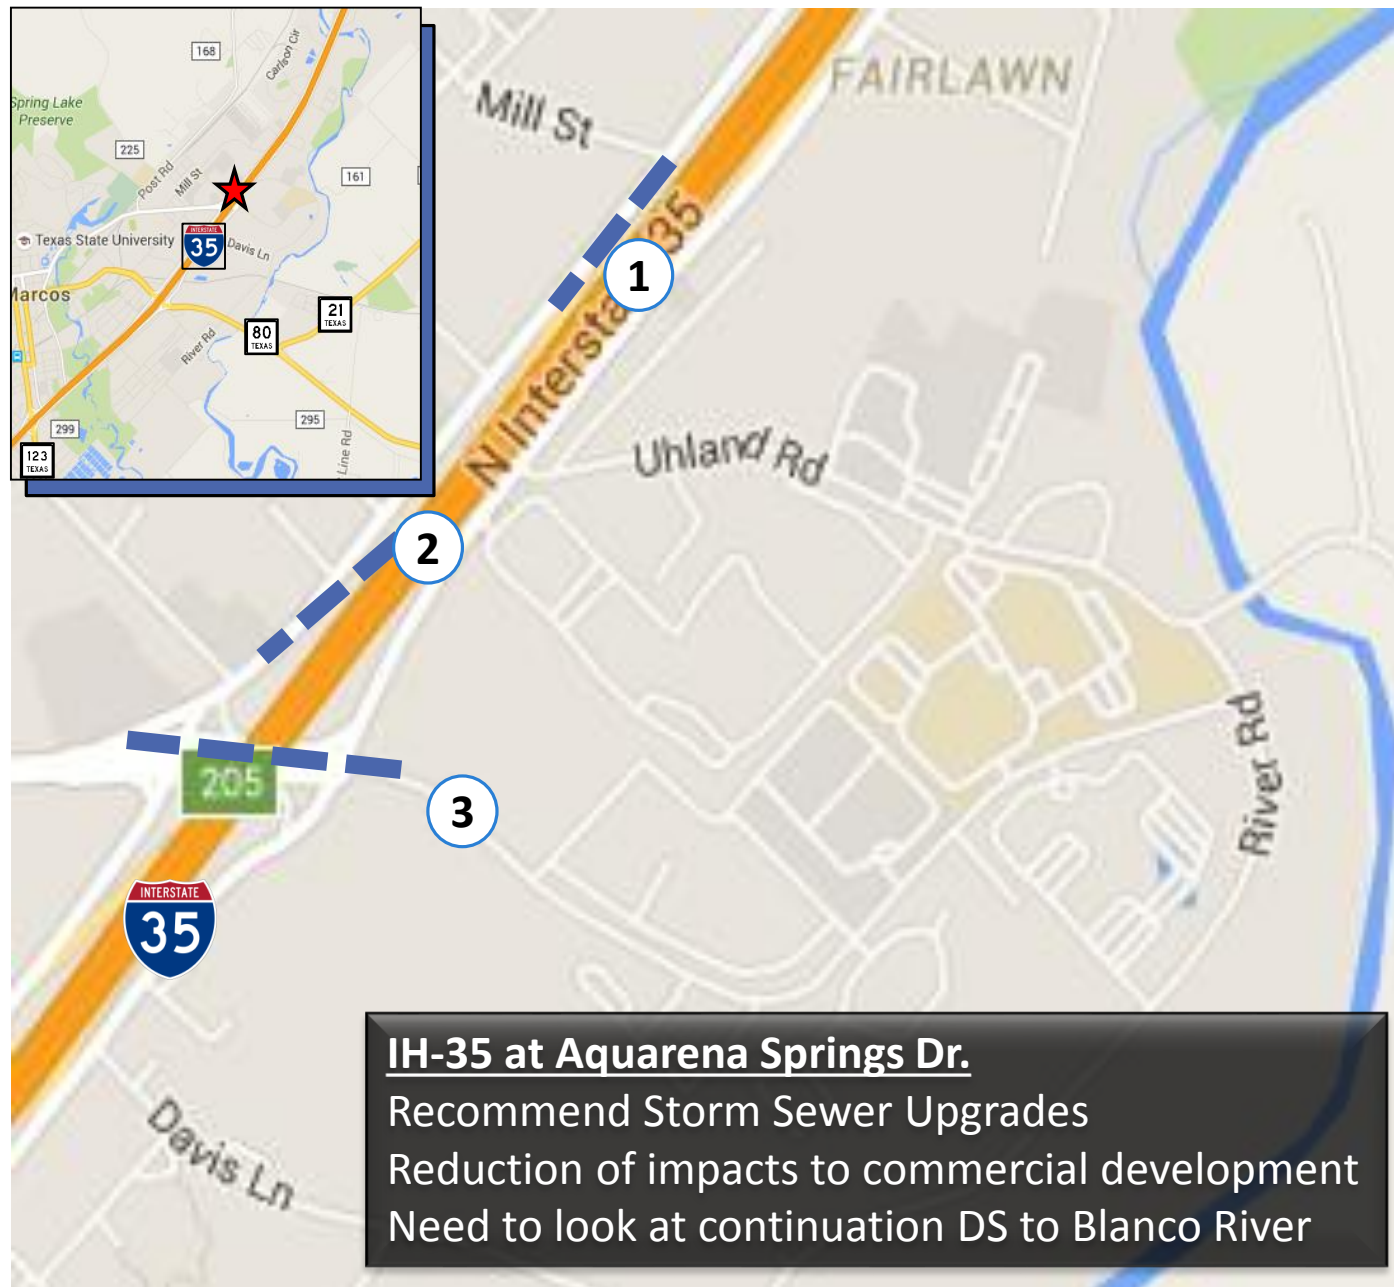 168
Carlson Cir
Spring Lake
Preserve
225
Post Rd
Mill St
161
Texas State University
INTERSTATE
35
Davis Ln
Marcos
21
TEXAS
80
TEXAS
River Rd
295
299
123
TEXAS
Line Rd
Mill St
FAIRLAWN
1
N Intersta 35
Uhland Rd
2
205
3
River Rd
INTERSTATE
35
Davis Ln
IH-35 at Aquarena Springs Dr.
Recommend Storm Sewer Upgrades
Reduction of impacts to commercial development
Need to look at continuation DS to Blanco River